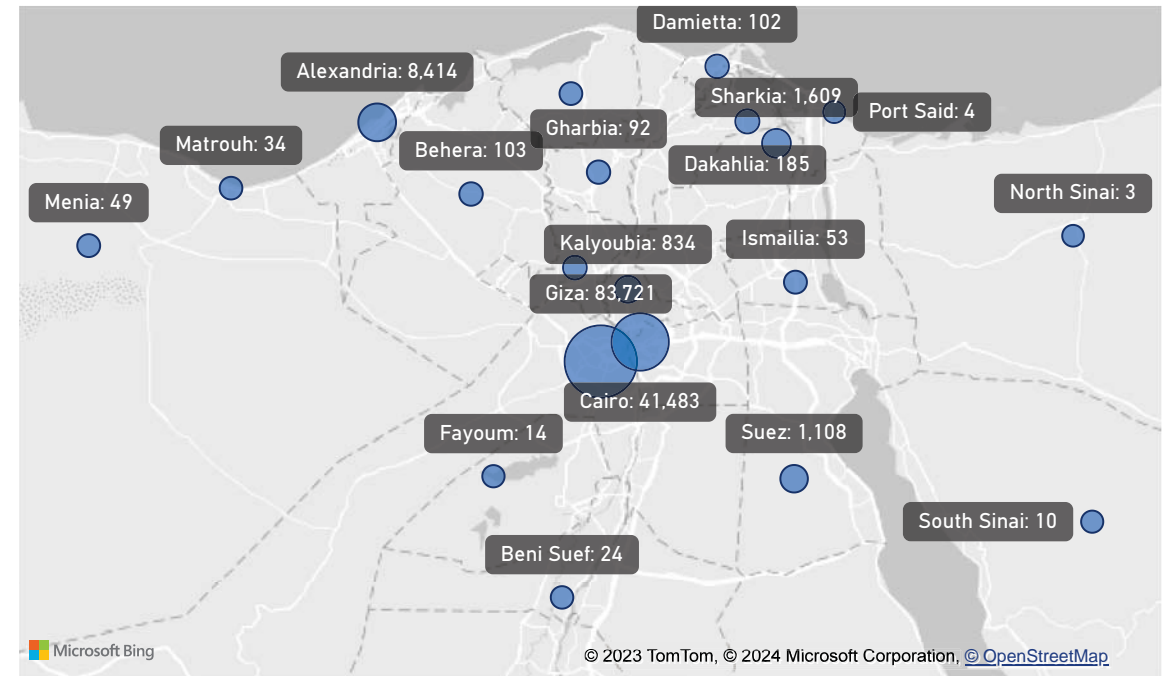 Damietta: 102
Alexandria: 8,414
Sharkia: 1,609
Port Said: 4
Gharbia: 92
Matrouh: 34
Behera: 103
Dakahlia: 185
Menia: 49
North Sinai: 3
Kalyoubia: 834
Ismailia: 53
Giza: 83,721
Cairo: 41,483
Fayoum: 14
Suez: 1,108
South Sinai: 10
Beni Suef: 24
Microsoft Bing
© 2023 TomTom, © 2024 Microsoft Corporation, © OpenStreetMap